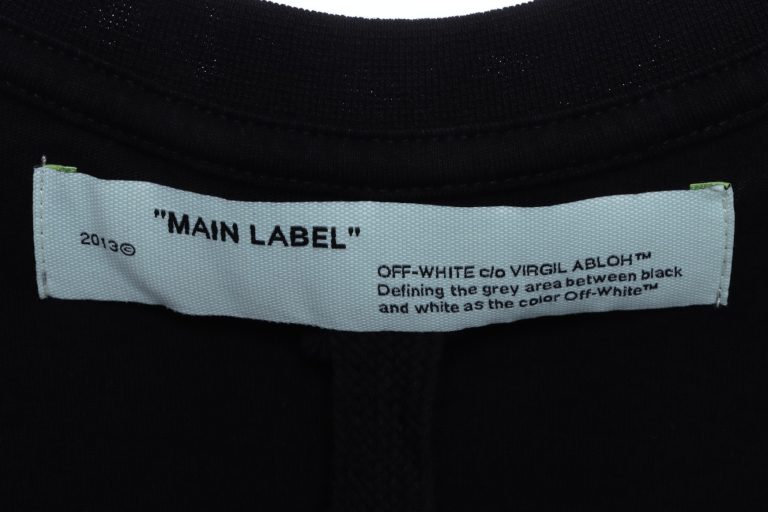 "MAIN LABEL"
2013©
OFF-WHITE c/o VIRGIL ABLOH™
Defining the grey area between black
and white as the color Off-White™